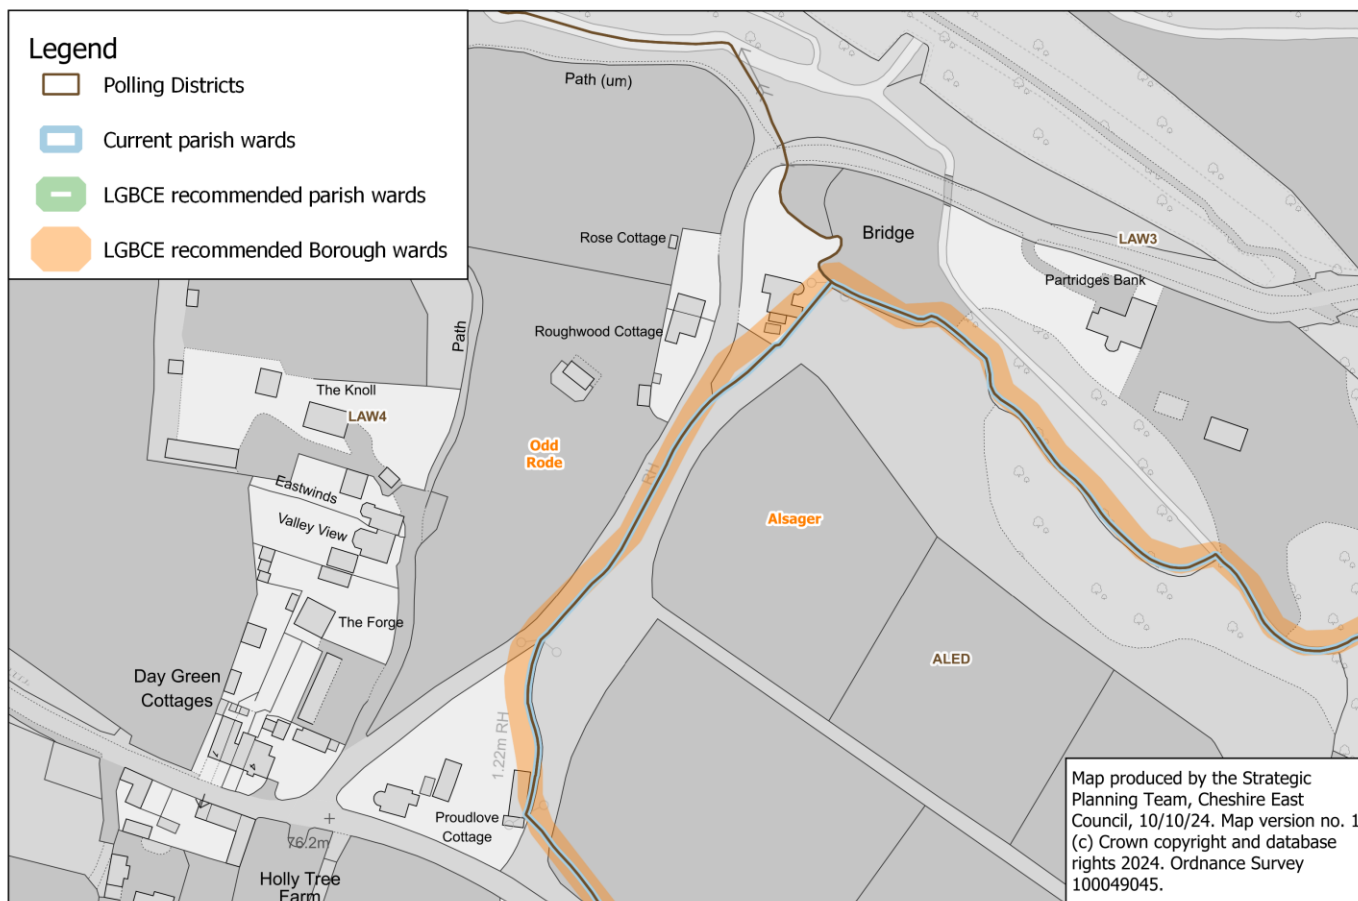 Legend
Polling Districts
Current parish wards
LGBCE recommended parish wards
LGBCE recommended Borough wards
Path (um)
Rose Cottage
Bridge
LAW3
Partridges Bank
Path
Roughwood Cottage
The Knoll
LAW4
Odd
Rode
RH
Eastwinds
Valley View
Alsager
The Forge
ALED
Day Green
Cottages
1.22m RH
Proudlove
Cottage
76.2m
Holly Tree
Farm
Map produced by the Strategic
Planning Team, Cheshire East
Council, 10/10/24. Map version no. 1
(c) Crown copyright and database
rights 2024. Ordnance Survey
100049045.